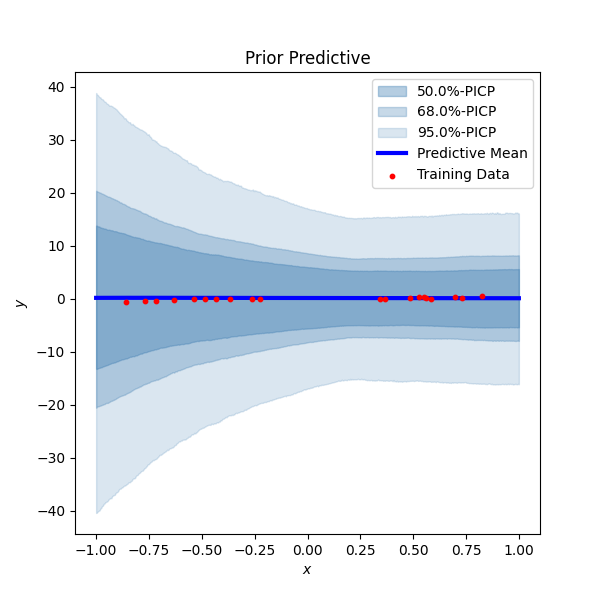 Prior Predictive
50.0%-PICP
68.0%-PICP
95.0%-PICP
Predictive Mean
Training Data
y
40
30
20
10
0
−10
−20
−30
−40
−1.00 −0.75 −0.50 −0.25 0.00 0.25 0.50 0.75 1.00
x